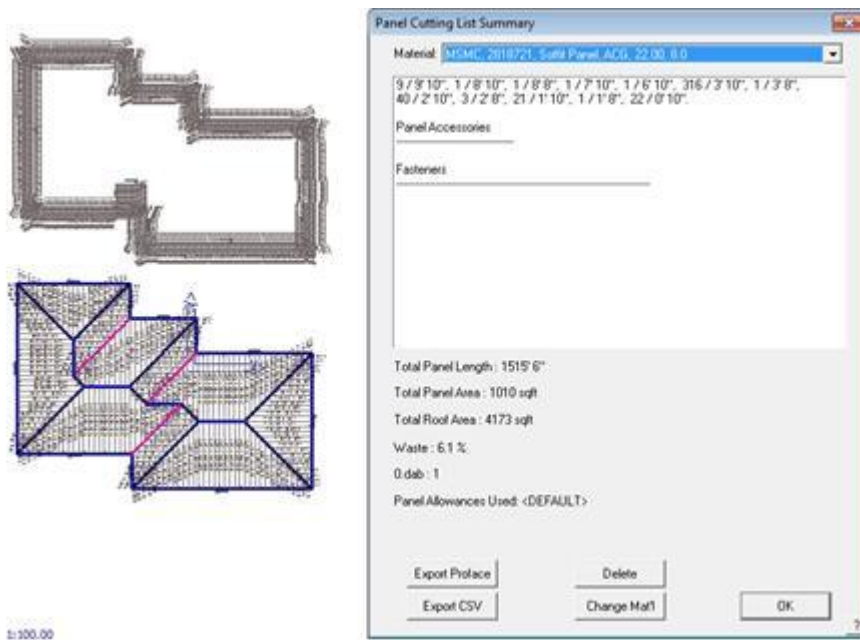 Panel Cutting List Summary
Material: MSMC, 2818721, Soffit Panel, ACG, 22.00, 8.0
9 / 9' 10", 1 / 8' 10", 1 / 8' 8", 1 / 7' 10", 1 / 6' 10", 316 / 3' 10", 1 / 3' 8",
40 / 2' 10", 3 / 2' 8", 21 / 1' 10", 1 / 1' 8", 22 / 0' 10".
Panel Accessories
Fasteners
Total Panel Length : 1515' 6"
Total Panel Area : 1010 sqft
Total Roof Area : 4173 sqft
Waste : 6.1 %
0.dab : 1
Panel Allowances Used: <DEFAULT>
Export Proface
Delete
Export CSV
Change Mat'l
OK
?
1:100.00